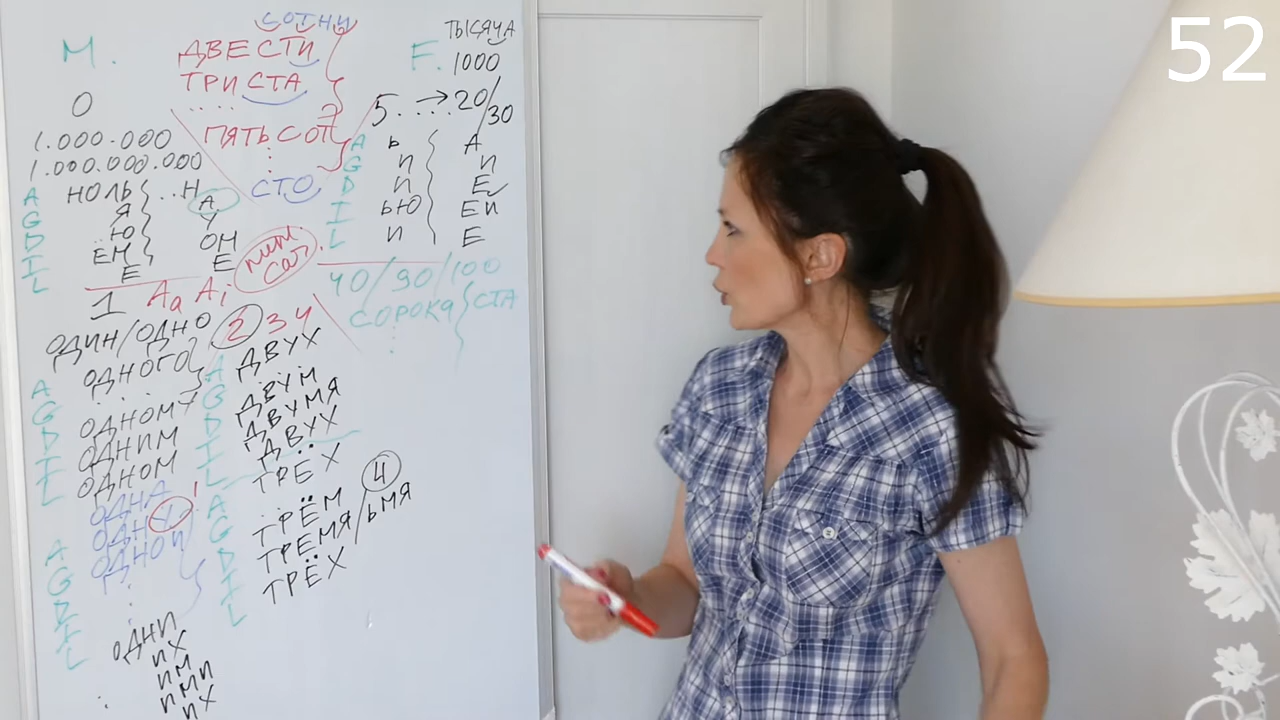 52
СОТНИ
М.
ДВЕСТИ
ТРИСТА
.....
ПЯТЬСОТ
СТО
ТЫСЯЧА
F. 1000
5....→20/30
A Ь А
G И И
D И Е
I ЬЮ ЕЙ
L И Е
0
1.000.000
1.000.000.000
A НОЛЬ ..Н
G Я А
D Ю У
I ЁМ ОМ
L Е Е
1 Aa Ai
40/90/100
СОРОКА СТА
ОДИН/ОДНО
ОДНОГО
ОДНОМУ
ОДНИМ
ОДНОМ
A
G
D
I
L
ОДНА
ОДНУ
ОДНОЙ
A
G
D
I
L
ОДНИ
ИХ
ИМ
ИМИ
ИХ
2 3 4
A ДВУХ
G
D ДВУМ
I ДВУМЯ
L ДВУХ
ТРЁХ
A
G
D ТРЁМ
I ТРЕМЯ/ЬМЯ
L ТРЁХ
4